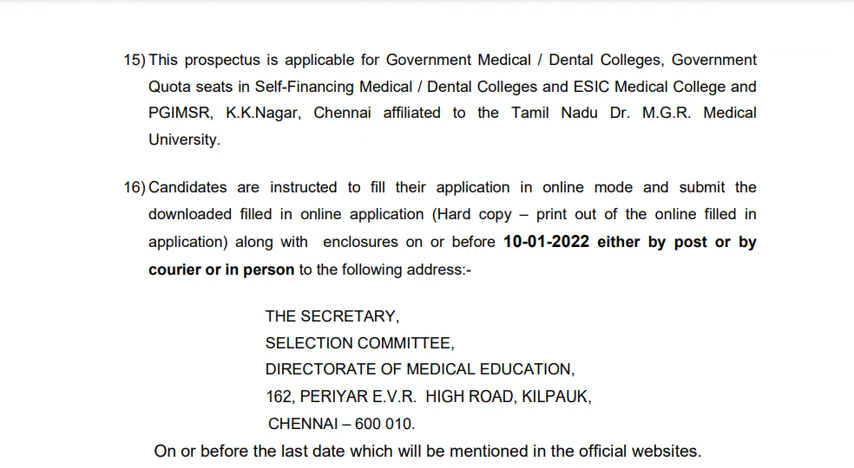 15) This prospectus is applicable for Government Medical / Dental Colleges, Government
Quota seats in Self-Financing Medical / Dental Colleges and ESIC Medical College and
PGIMSR, K.K.Nagar, Chennai affiliated to the Tamil Nadu Dr. M.G.R. Medical
University.
16) Candidates are instructed to fill their application in online mode and submit the
downloaded filled in online application (Hard copy – print out of the online filled in
application) along with enclosures on or before 10-01-2022 either by post or by
courier or in person to the following address:-
THE SECRETARY,
SELECTION COMMITTEE,
DIRECTORATE OF MEDICAL EDUCATION,
162, PERIYAR E.V.R. HIGH ROAD, KILPAUK,
CHENNAI – 600 010.
On or before the last date which will be mentioned in the official websites.